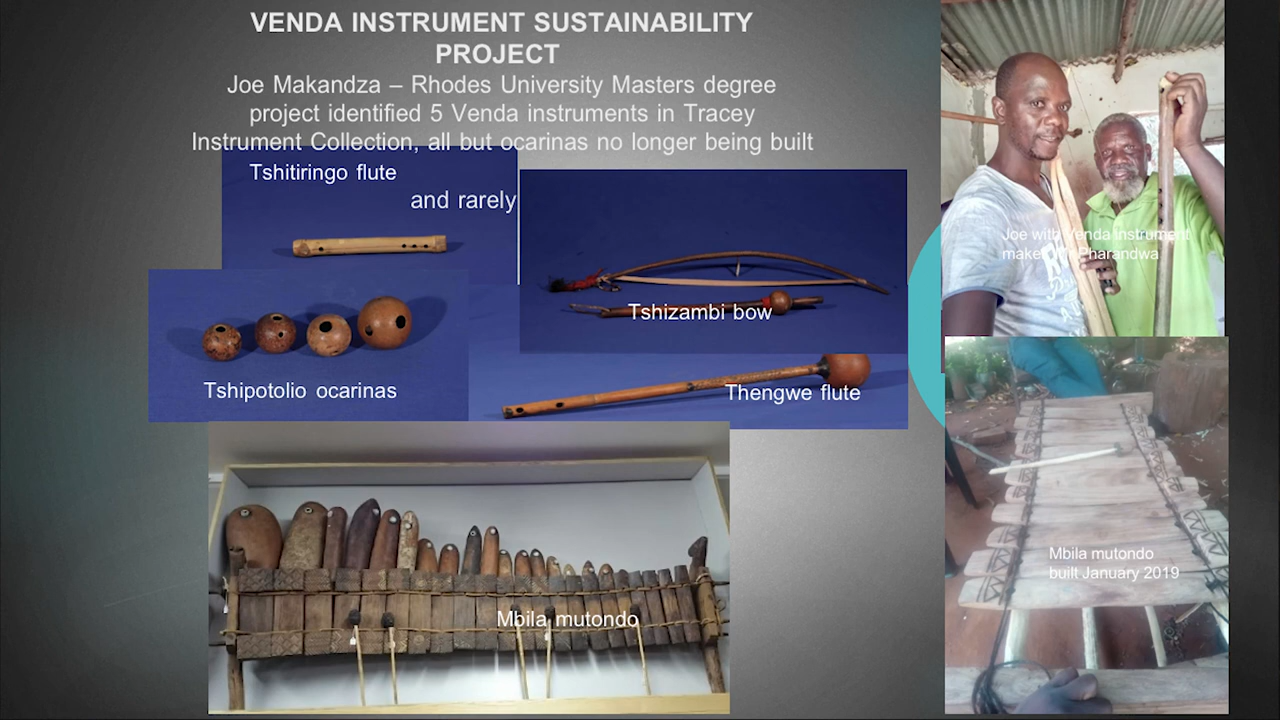 VENDA INSTRUMENT SUSTAINABILITY
PROJECT
Joe Makandza – Rhodes University Masters degree
project identified 5 Venda instruments in Tracey
Instrument Collection, all but ocarinas no longer being built
and rarely
Tshitiringo flute
Tshizambi bow
Tshipotolio ocarinas
Thengwe flute
Mbila mutondo
Joe with Venda instrument
maker Pharandwa
Mbila mutondo
built January 2019